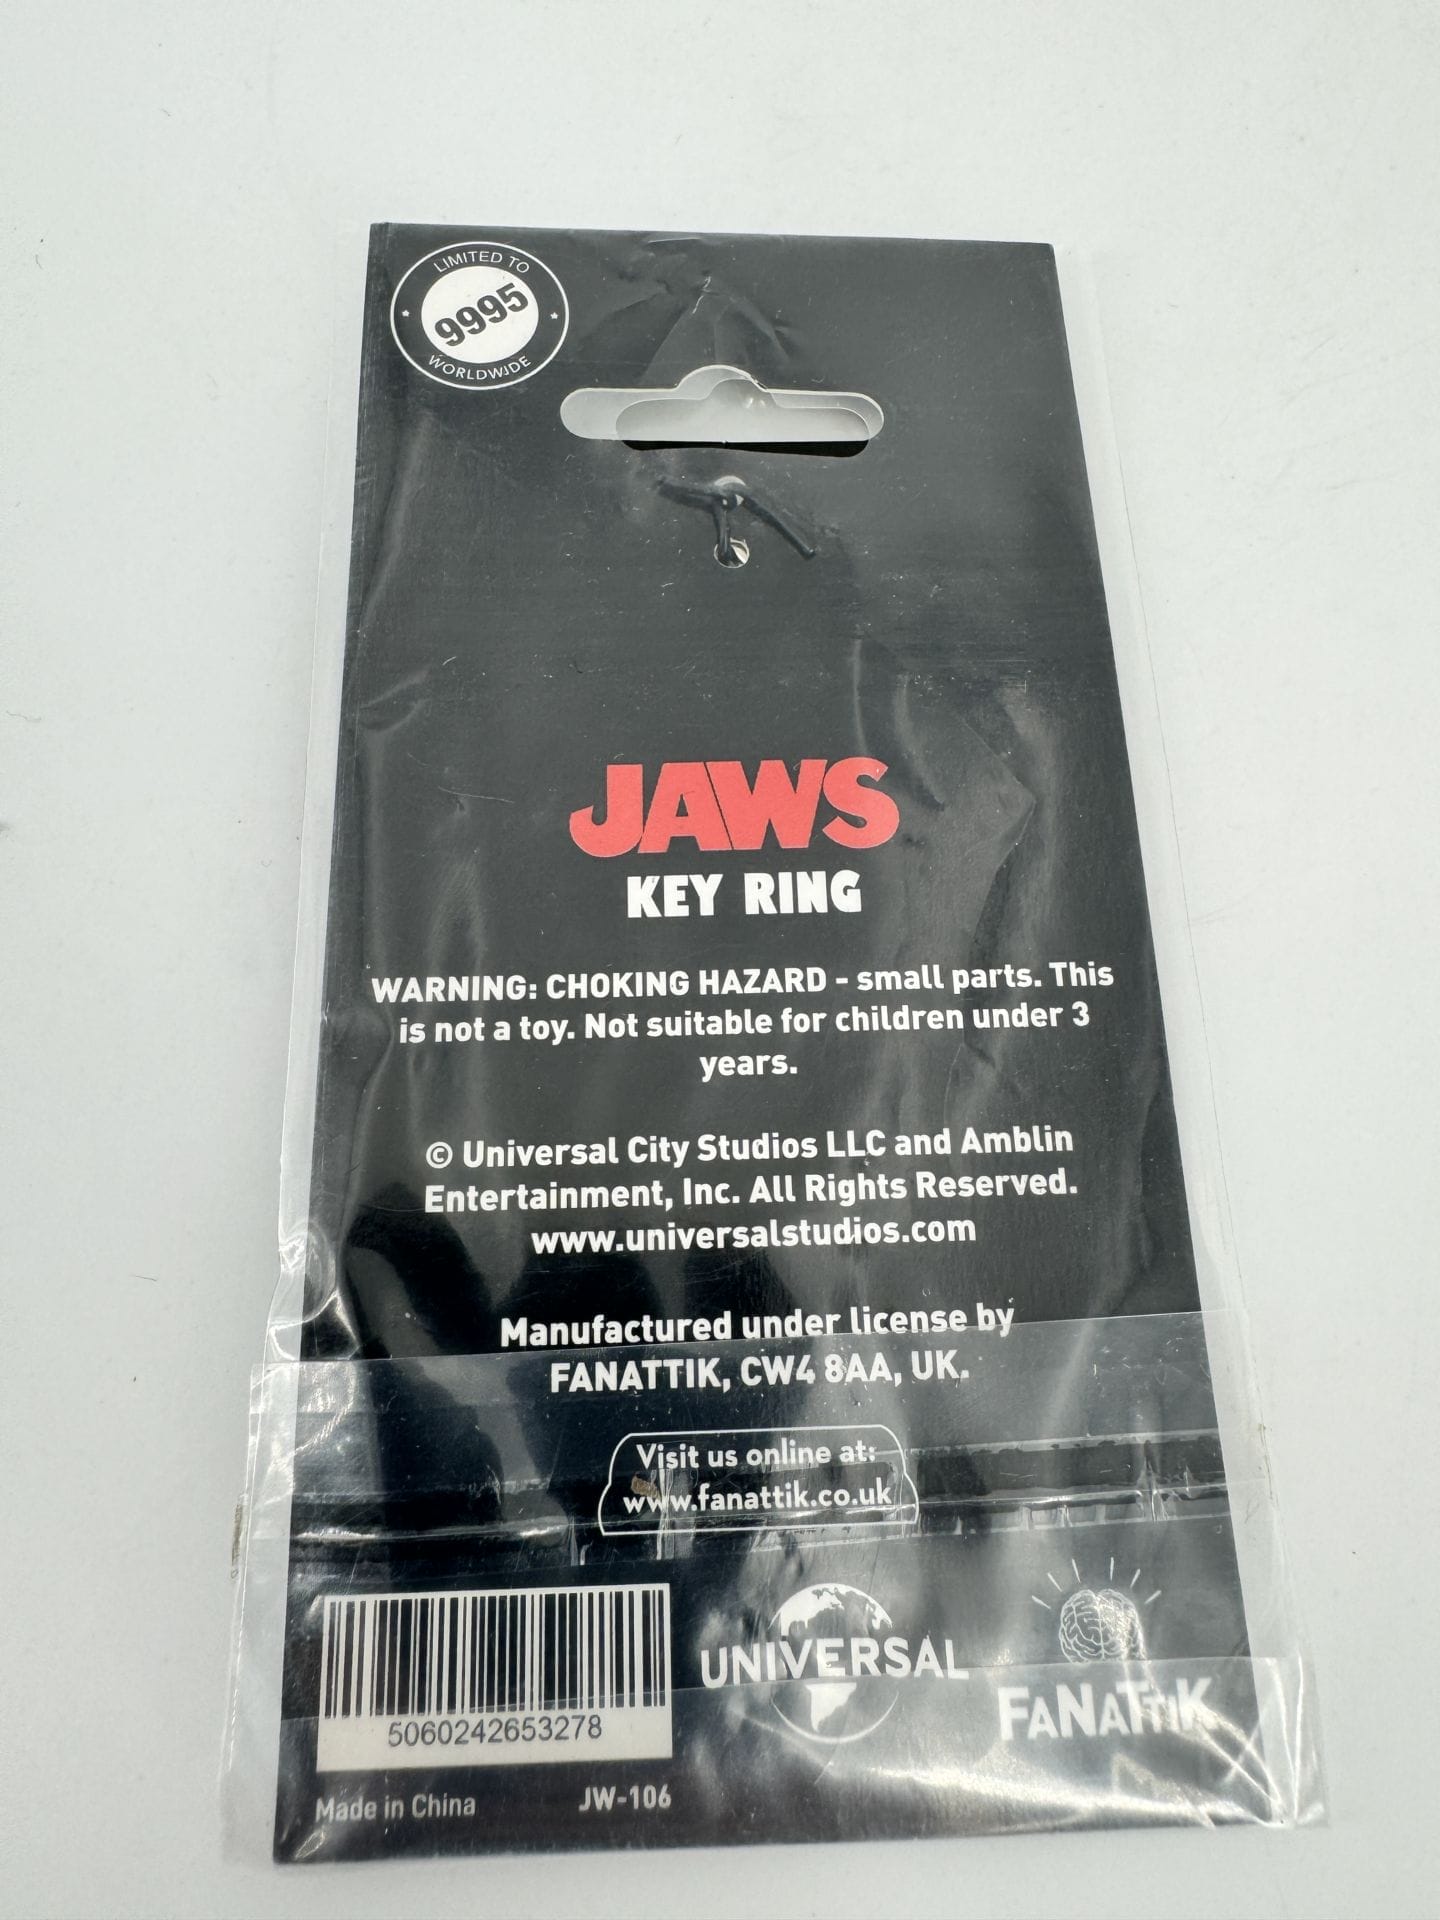 LIMITED TO
9995
WORLDWIDE
JAWS
KEY RING
WARNING: CHOKING HAZARD - small parts. This
is not a toy. Not suitable for children under 3
years.
© Universal City Studios LLC and Amblin
Entertainment, Inc. All Rights Reserved.
www.universalstudios.com
Manufactured under license by
FANATTIK, CW4 8AA, UK.
Visit us online at:
www.fanattik.co.uk
UNIVERSAL
FANATTIK
5060242653278
Made in China
JW-106